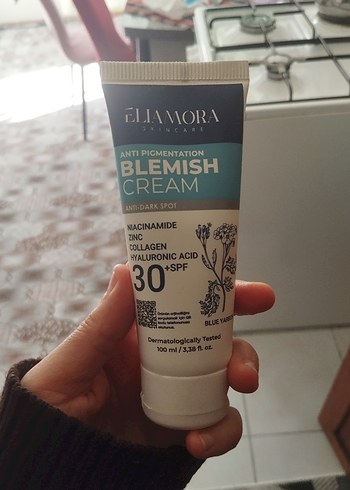 ELIAMORA
SKINCARE
ANTI PIGMENTATION
BLEMISH
CREAM
ANTI DARK SPOT
NIACINAMIDE
ZINC
COLLAGEN
HYALURONIC ACID
30+SPF
BLUE
Dermatologically Tested
100 ml / 3,38 fl. oz.